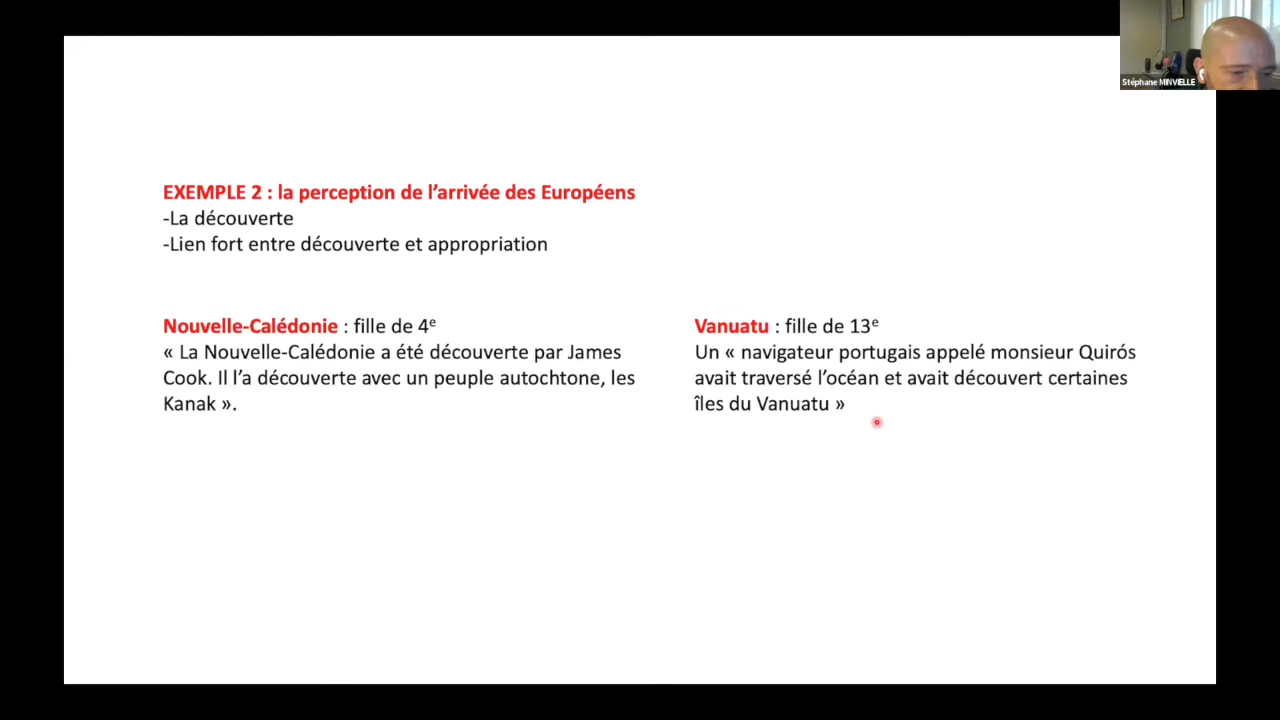 Stéphane MINVIELLE
EXEMPLE 2 : la perception de l’arrivée des Européens
-La découverte
-Lien fort entre découverte et appropriation
Nouvelle-Calédonie : fille de 4e
« La Nouvelle-Calédonie a été découverte par James
Cook. Il l’a découverte avec un peuple autochtone, les
Kanak ».
Vanuatu : fille de 13e
Un « navigateur portugais appelé monsieur Quirós
avait traversé l’océan et avait découvert certaines
îles du Vanuatu »